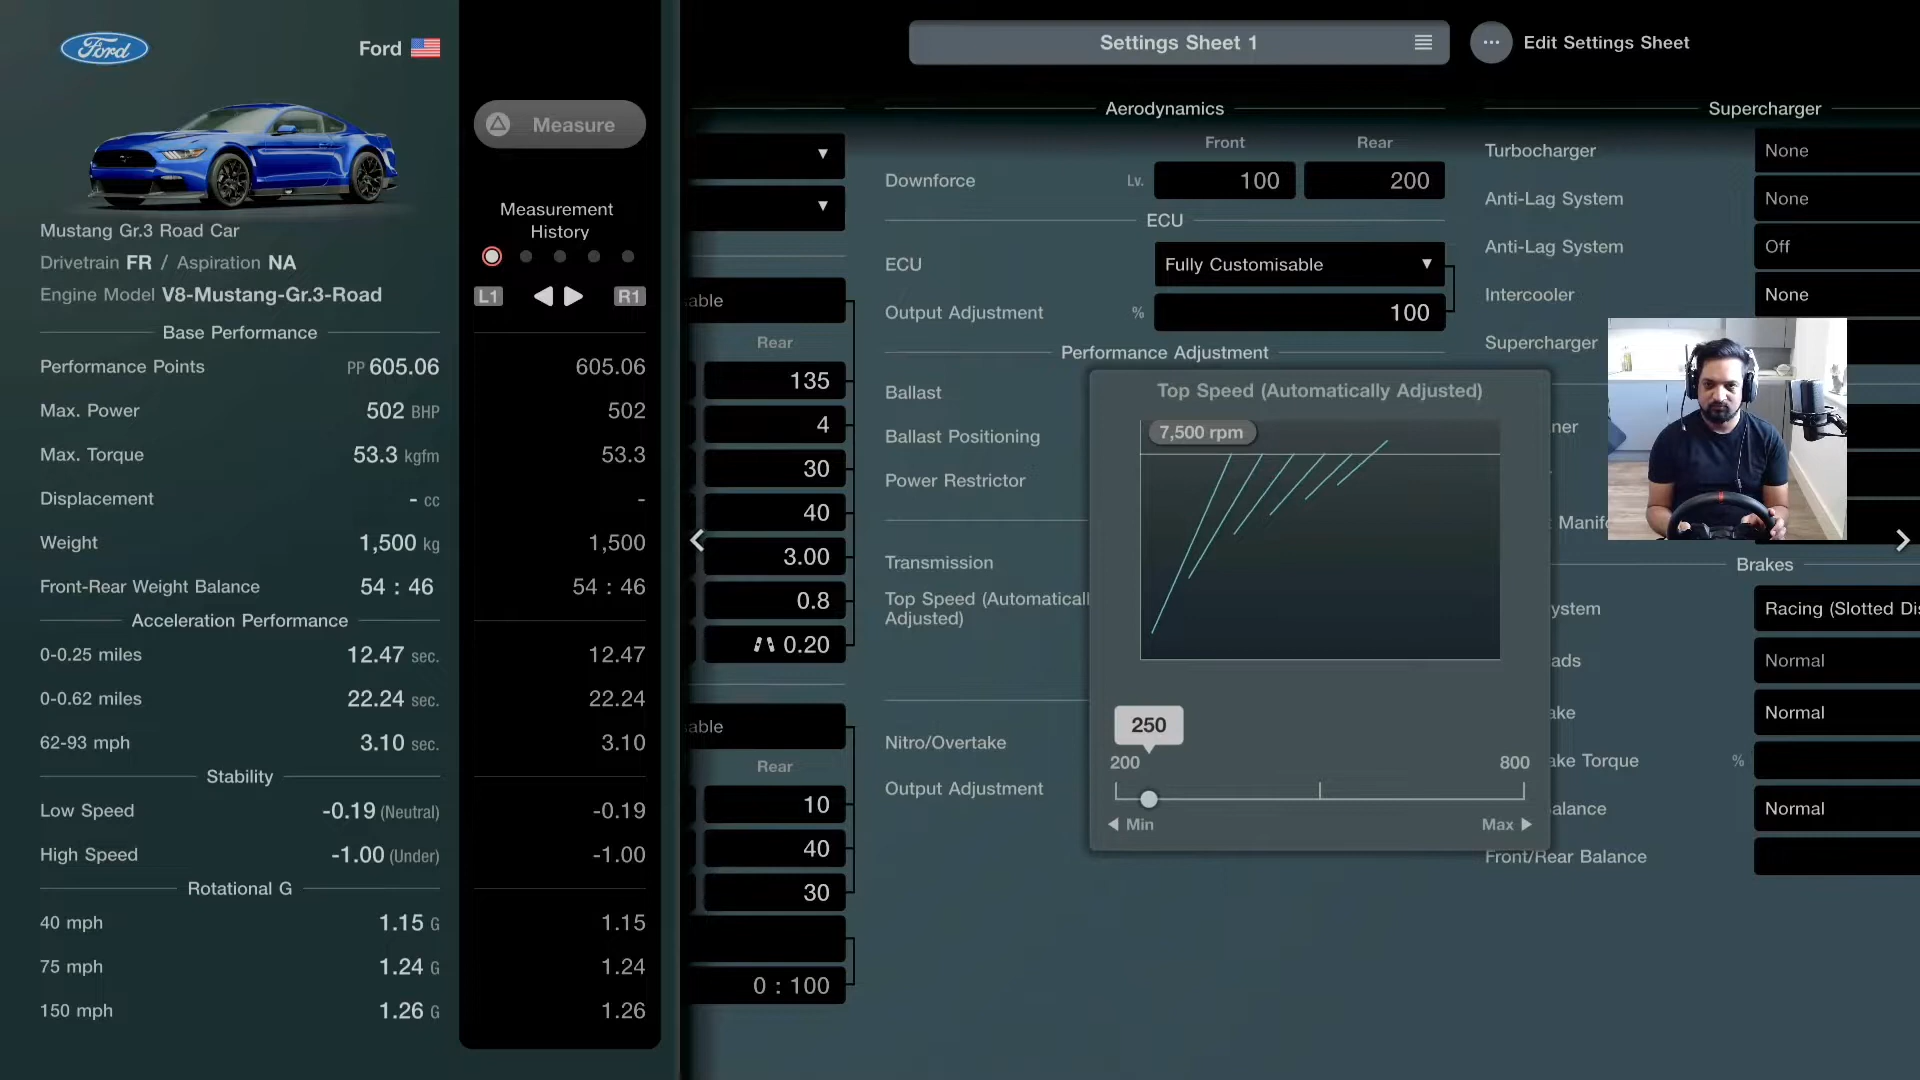 Ford
Ford
Mustang Gr.3 Road Car
Drivetrain FR / Aspiration NA
Engine Model V8-Mustang-Gr.3-Road
Base Performance
Performance Points PP 605.06
Max. Power 502 BHP
Max. Torque 53.3 kgfm
Displacement - cc
Weight 1,500 kg
Front-Rear Weight Balance 54 : 46
Acceleration Performance
0-0.25 miles 12.47 sec.
0-0.62 miles 22.24 sec.
62-93 mph 3.10 sec.
Stability
Low Speed -0.19 (Neutral)
High Speed -1.00 (Under)
Rotational G
40 mph 1.15 G
75 mph 1.24 G
150 mph 1.26 G
Measure
Measurement
History
L1 R1
605.06
502
53.3
-
1,500
54 : 46
12.47
22.24
3.10
-0.19
-1.00
1.15
1.24
1.26
Settings Sheet 1
Edit Settings Sheet
able
Rear
135
4
30
40
3.00
0.8
0.20
able
Rear
10
40
30
0 : 100
Aerodynamics
Front Rear
Downforce Lv. 100 200
ECU
ECU Fully Customisable
Output Adjustment % 100
Performance Adjustment
Ballast
Ballast Positioning
Power Restrictor
Transmission
Top Speed (Automaticall
Adjusted)
Nitro/Overtake
Output Adjustment
Top Speed (Automatically Adjusted)
7,500 rpm
250
200 800
Min Max
Supercharger
Turbocharger None
Anti-Lag System None
Anti-Lag System Off
Intercooler None
Supercharger
ner
t Manif
Brakes
ystem Racing (Slotted Dis
ads Normal
ake Normal
ake Torque %
alance Normal
Front/Rear Balance